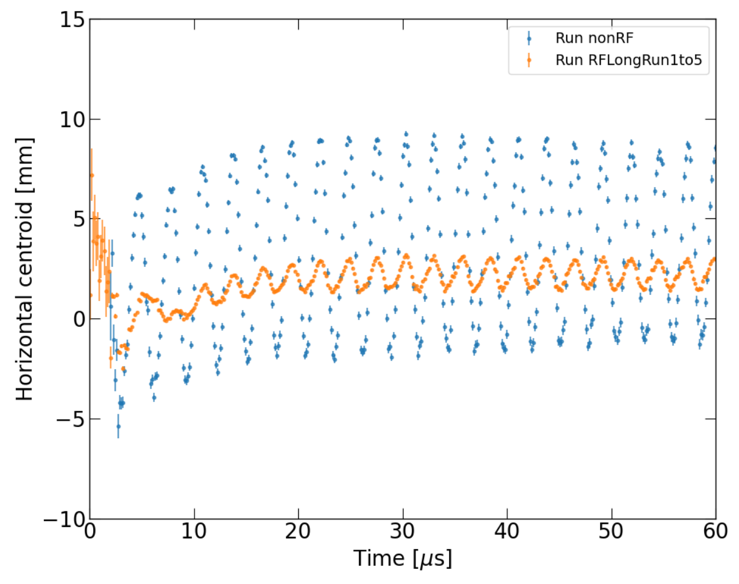 15
10
5
0
−5
−10
Horizontal centroid [mm]
Run nonRF
Run RFLongRun1to5
0 10 20 30 40 50 60
Time [μs]